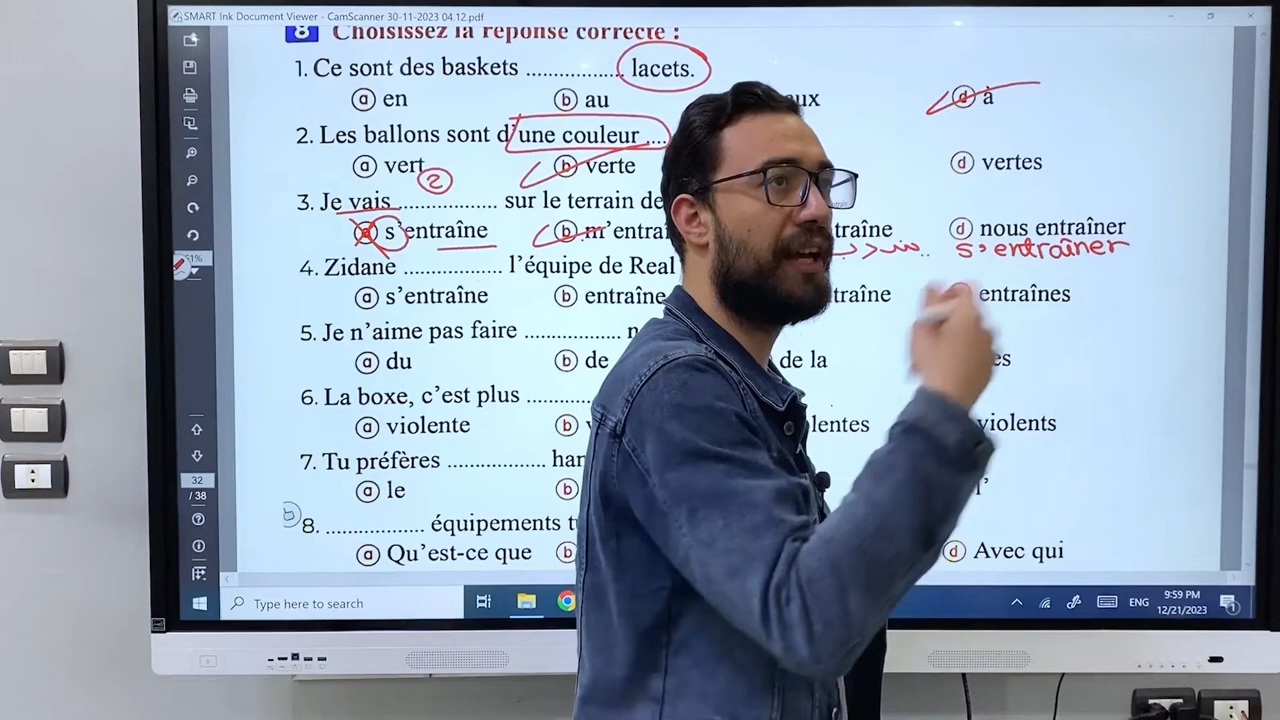 SMART Ink Document Viewer - CamScanner 30-11-2023 04.12.pdf
8 Choisissez la réponse correcte :
1. Ce sont des baskets ................ lacets.
a en b au aux d à
2. Les ballons sont d'une couleur ....
a vert b verte d vertes
2
3. Je vais ................ sur le terrain de
a s'entraîne b m'entraî traîne d nous entraîner
s'entraîner
4. Zidane ................ l'équipe de Real
a s'entraîne b entraîne traîne entraînes
5. Je n'aime pas faire ................
a du b de de la es
6. La boxe, c'est plus ..........
a violente b lentes violents
7. Tu préfères ................ han
a le b l'
8. ................ équipements t
a Qu'est-ce que b d Avec qui
51%
32
/ 38
Type here to search
ENG
9:59 PM
12/21/2023
1